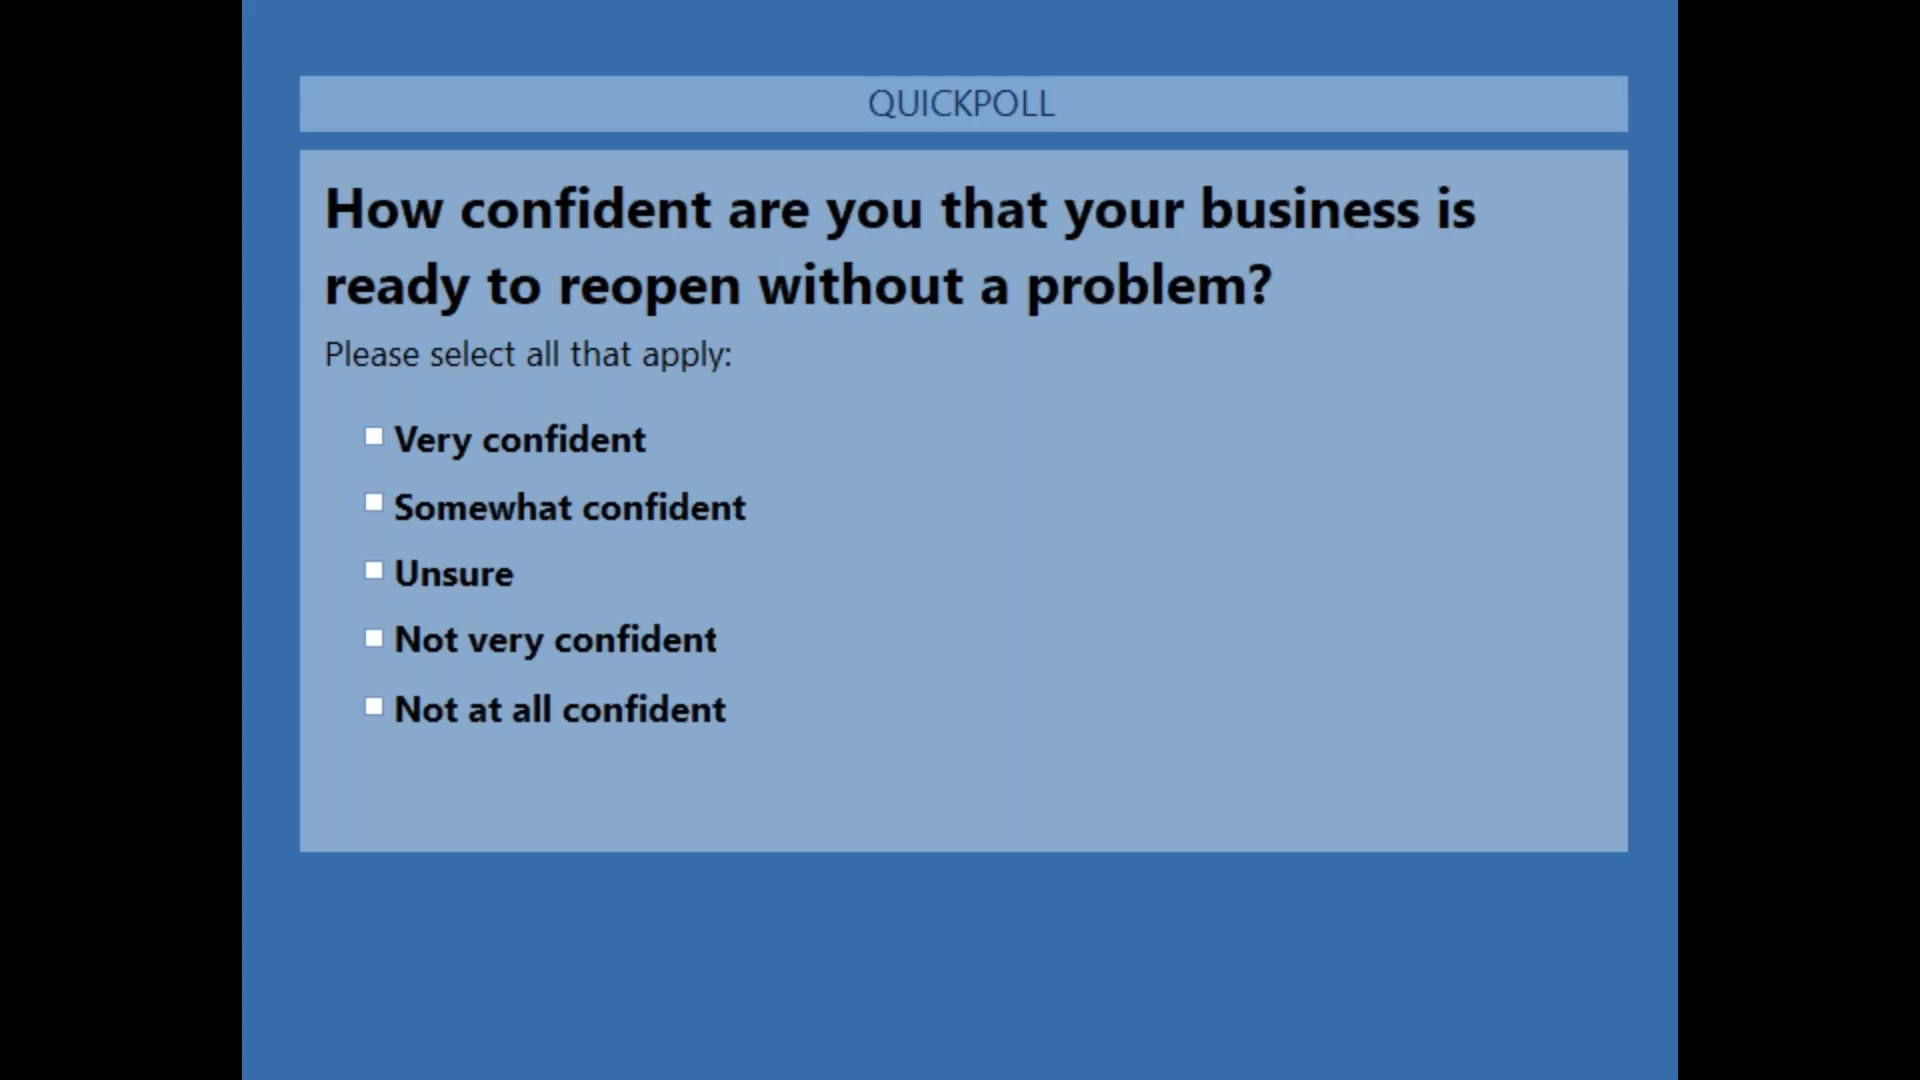 QUICKPOLL
How confident are you that your business is
ready to reopen without a problem?
Please select all that apply:
Very confident
Somewhat confident
Unsure
Not very confident
Not at all confident